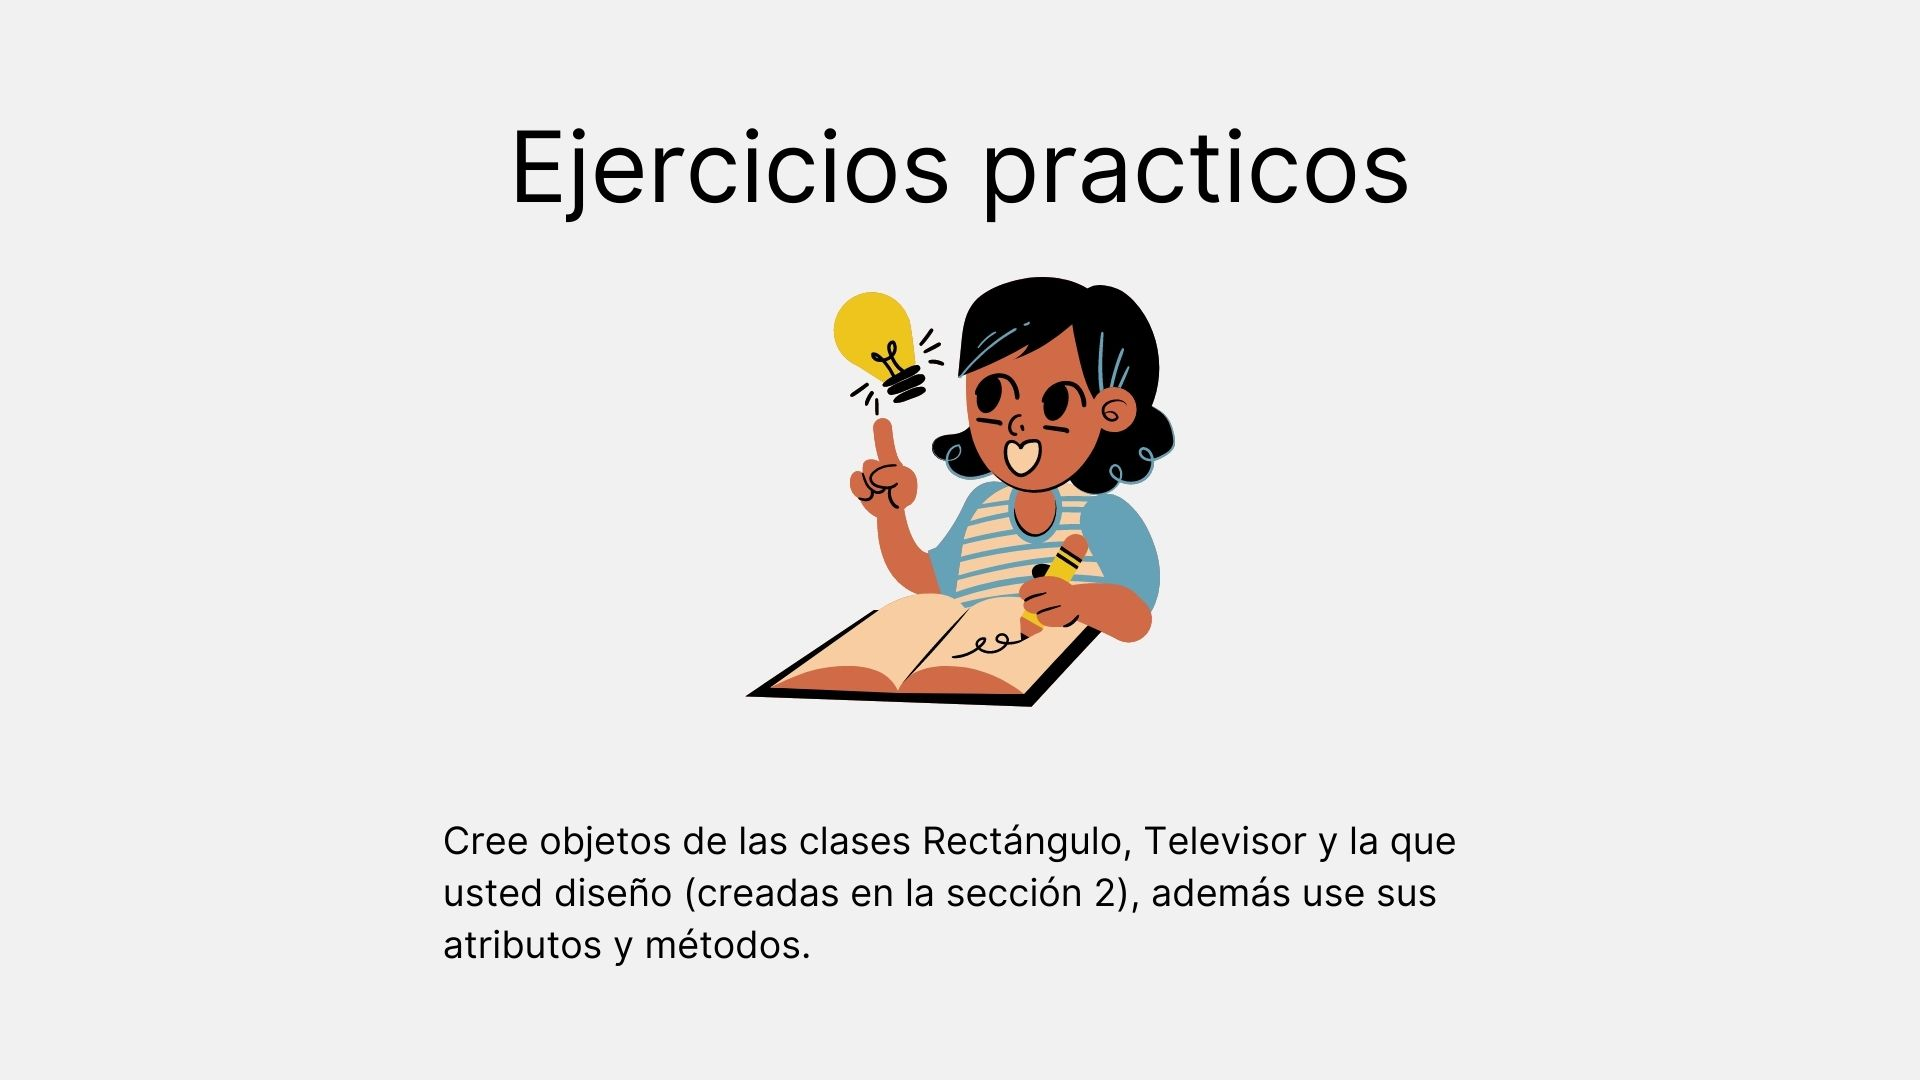 Ejercicios practicos
Cree objetos de las clases Rectángulo, Televisor y la que
usted diseño (creadas en la sección 2), además use sus
atributos y métodos.